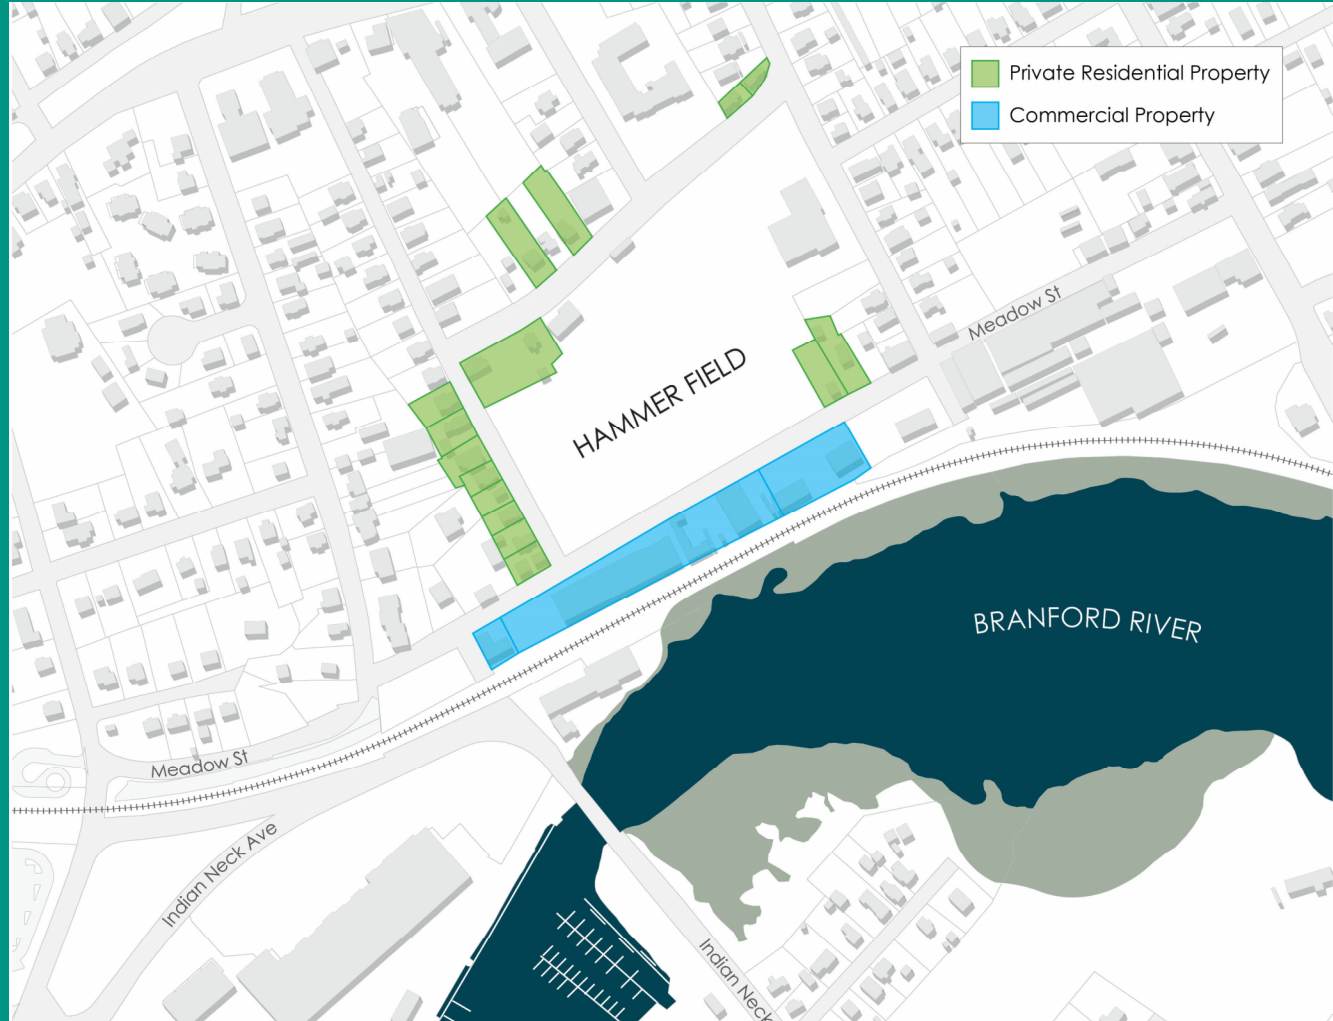 Private Residential Property
Commercial Property
Meadow St
HAMMER FIELD
BRANFORD RIVER
Meadow St
Indian Neck Ave
Indian Neck